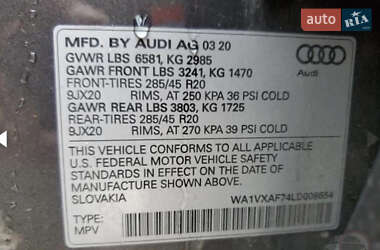 auto RIA.com
MFD. BY AUDI AG 03 20
GVWR LBS 6581, KG 2985
GAWR FRONT LBS 3241, KG 1470
FRONT-TIRES 285/45 R20
9JX20 RIMS, AT 250 KPA 36 PSI COLD
GAWR REAR LBS 3803, KG 1725
REAR-TIRES 285/45 R20
9JX20 RIMS, AT 270 KPA 39 PSI COLD
Audi
THIS VEHICLE CONFORMS TO ALL APPLICABLE
U.S. FEDERAL MOTOR VEHICLE SAFETY
STANDARDS IN EFFECT ON THE DATE OF
MANUFACTURE SHOWN ABOVE.
SLOVAKIA WA1VXAF74LD008654
TYPE:
MPV